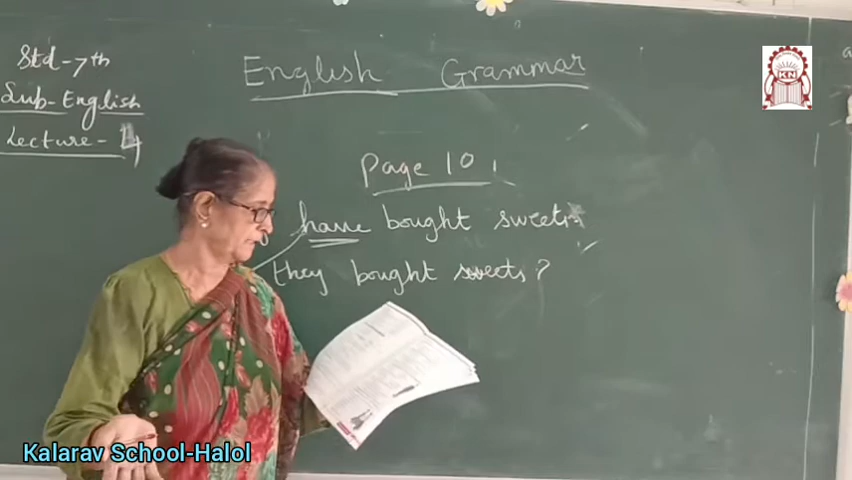 Std-7th
Sub-English
Lecture-4
English Grammar
Page 10
have bought sweets
they bought sweets?
KN
Kalarav School-Halol